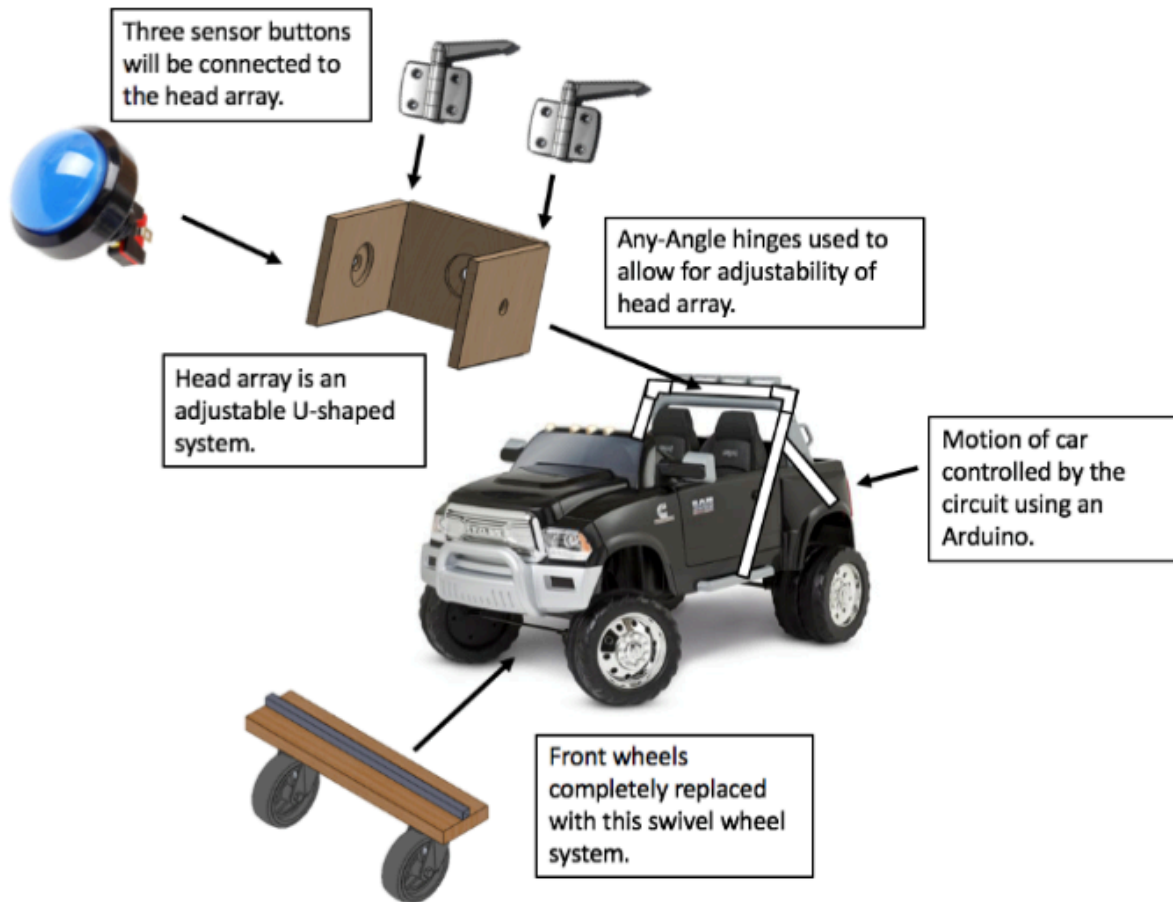 Three sensor buttons
will be connected to
the head array.
Any-Angle hinges used to
allow for adjustability of
head array.
Head array is an
adjustable U-shaped
system.
Motion of car
controlled by the
circuit using an
Arduino.
Front wheels
completely replaced
with this swivel wheel
system.